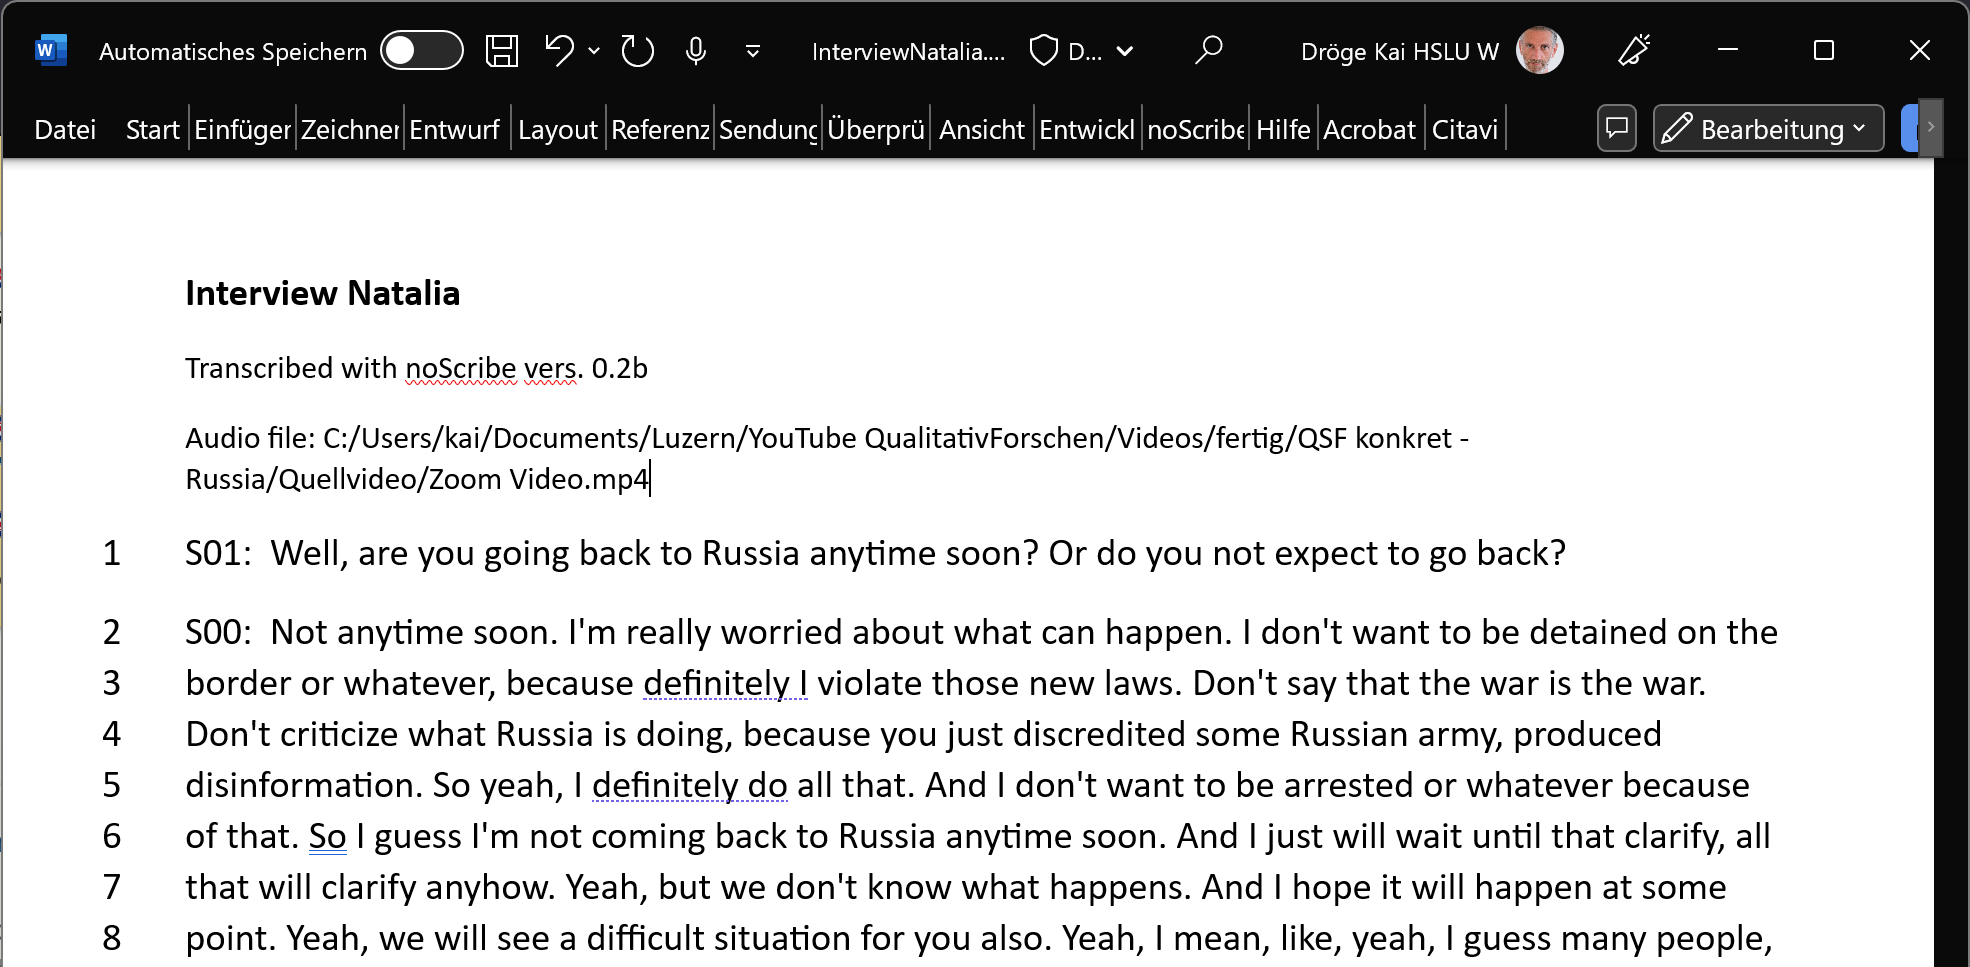 W Automatisches Speichern InterviewNatalia.... D... Dröge Kai HSLU W
Datei Start Einfüger Zeichner Entwurf Layout Referenz Sendung Überprü Ansicht Entwickl noScribe Hilfe Acrobat Citavi Bearbeitung
Interview Natalia
Transcribed with noScribe vers. 0.2b
Audio file: C:/Users/kai/Documents/Luzern/YouTube QualitativForschen/Videos/fertig/QSF konkret -
Russia/Quellvideo/Zoom Video.mp4
1 S01: Well, are you going back to Russia anytime soon? Or do you not expect to go back?
2 S00: Not anytime soon. I'm really worried about what can happen. I don't want to be detained on the
3 border or whatever, because definitely I violate those new laws. Don't say that the war is the war.
4 Don't criticize what Russia is doing, because you just discredited some Russian army, produced
5 disinformation. So yeah, I definitely do all that. And I don't want to be arrested or whatever because
6 of that. So I guess I'm not coming back to Russia anytime soon. And I just will wait until that clarify, all
7 that will clarify anyhow. Yeah, but we don't know what happens. And I hope it will happen at some
8 point. Yeah, we will see a difficult situation for you also. Yeah, I mean, like, yeah, I guess many people,